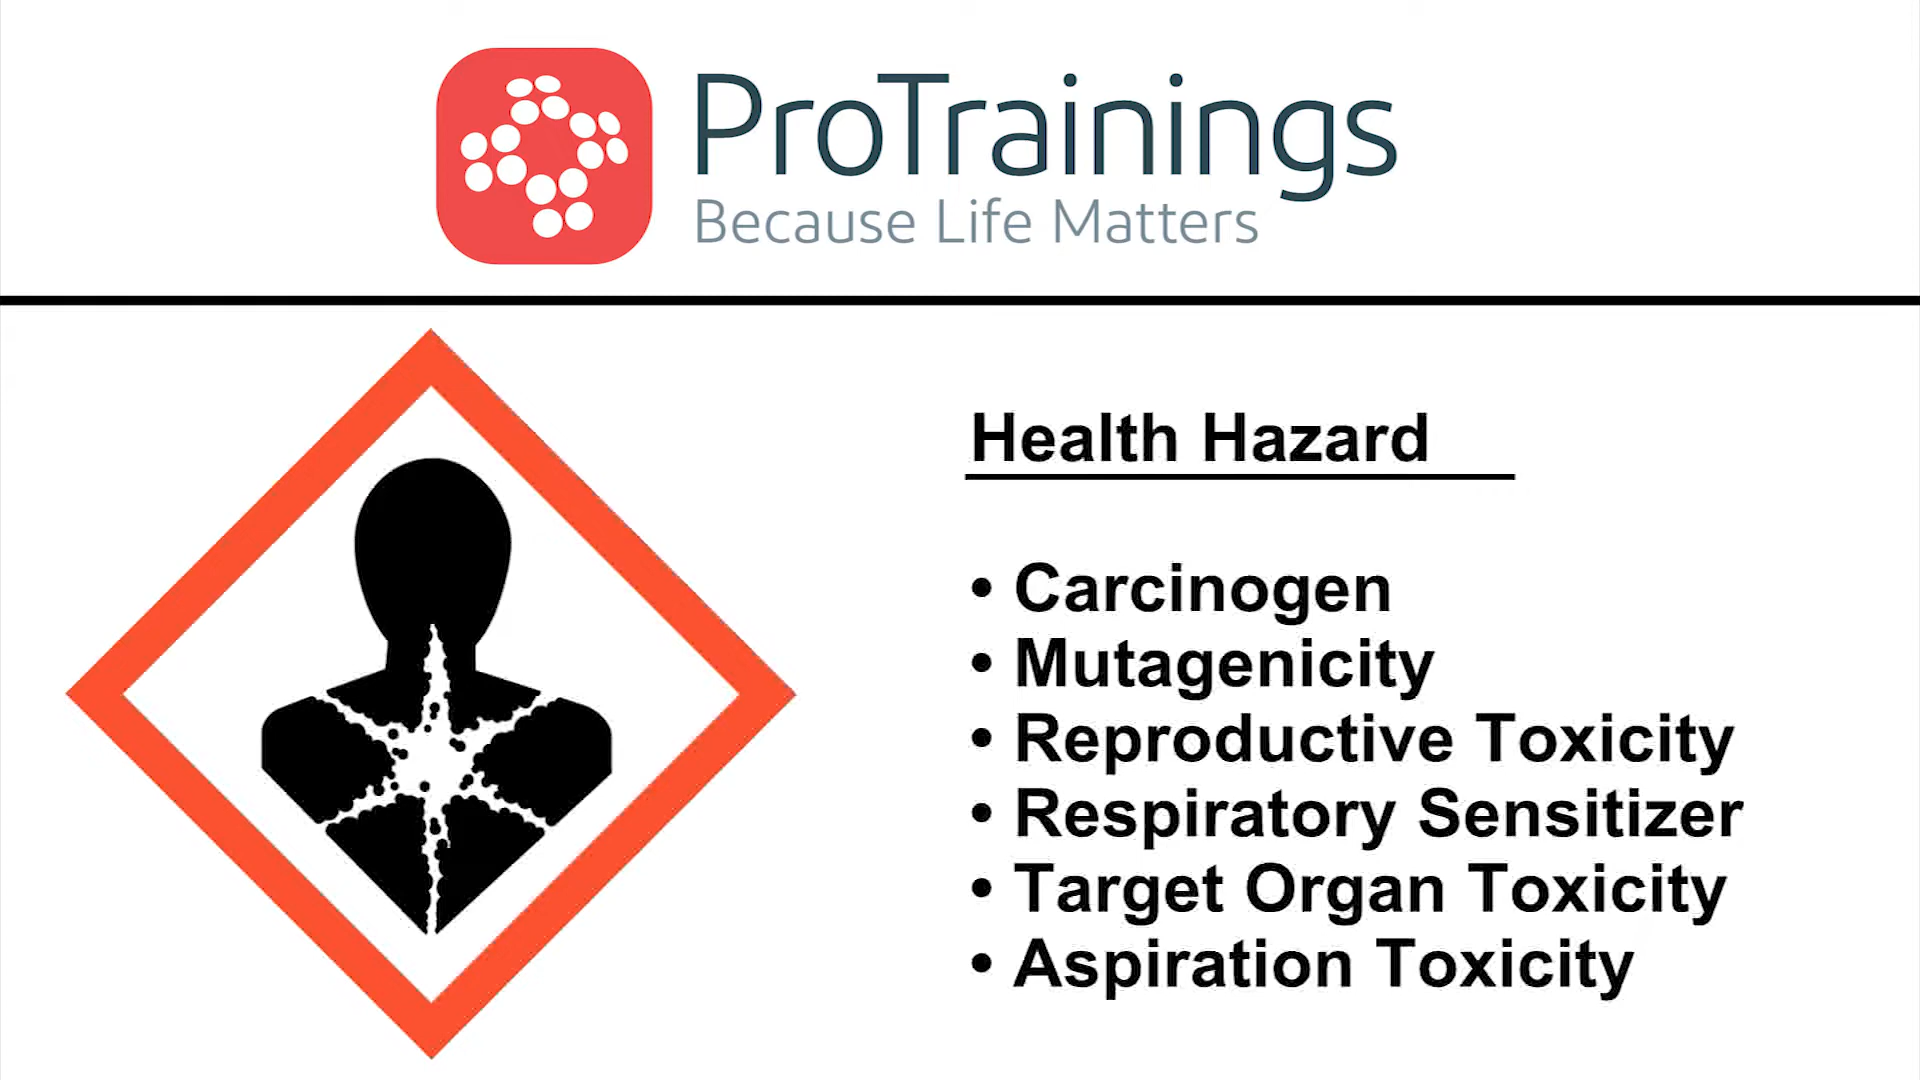 ProTrainings
Because Life Matters
Health Hazard
• Carcinogen
• Mutagenicity
• Reproductive Toxicity
• Respiratory Sensitizer
• Target Organ Toxicity
• Aspiration Toxicity